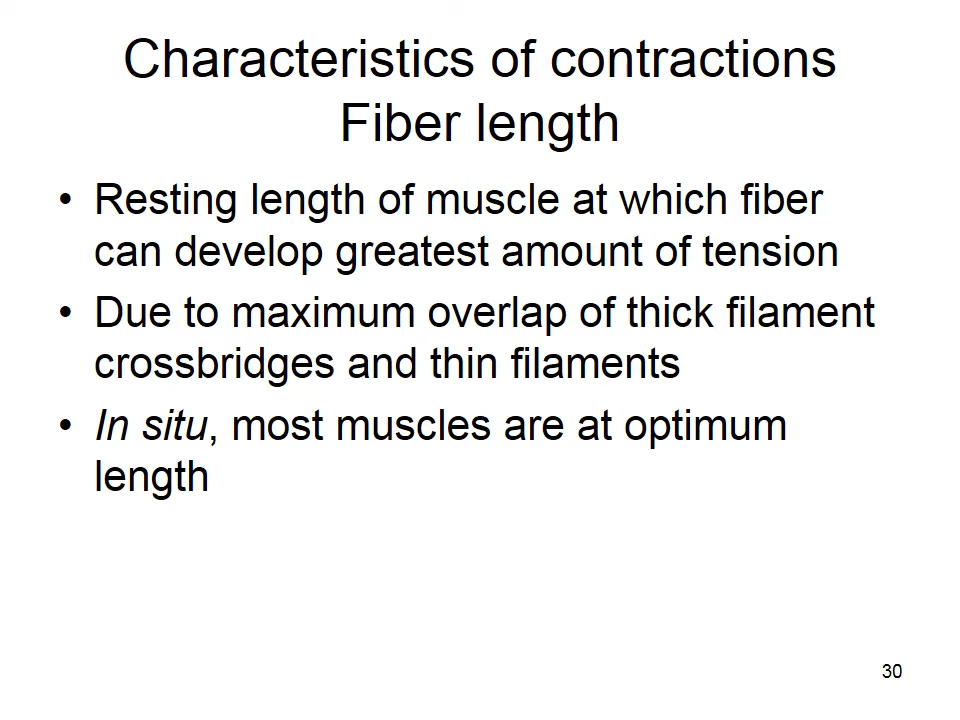 Characteristics of contractions
Fiber length
• Resting length of muscle at which fiber
can develop greatest amount of tension
• Due to maximum overlap of thick filament
crossbridges and thin filaments
• In situ, most muscles are at optimum
length
30